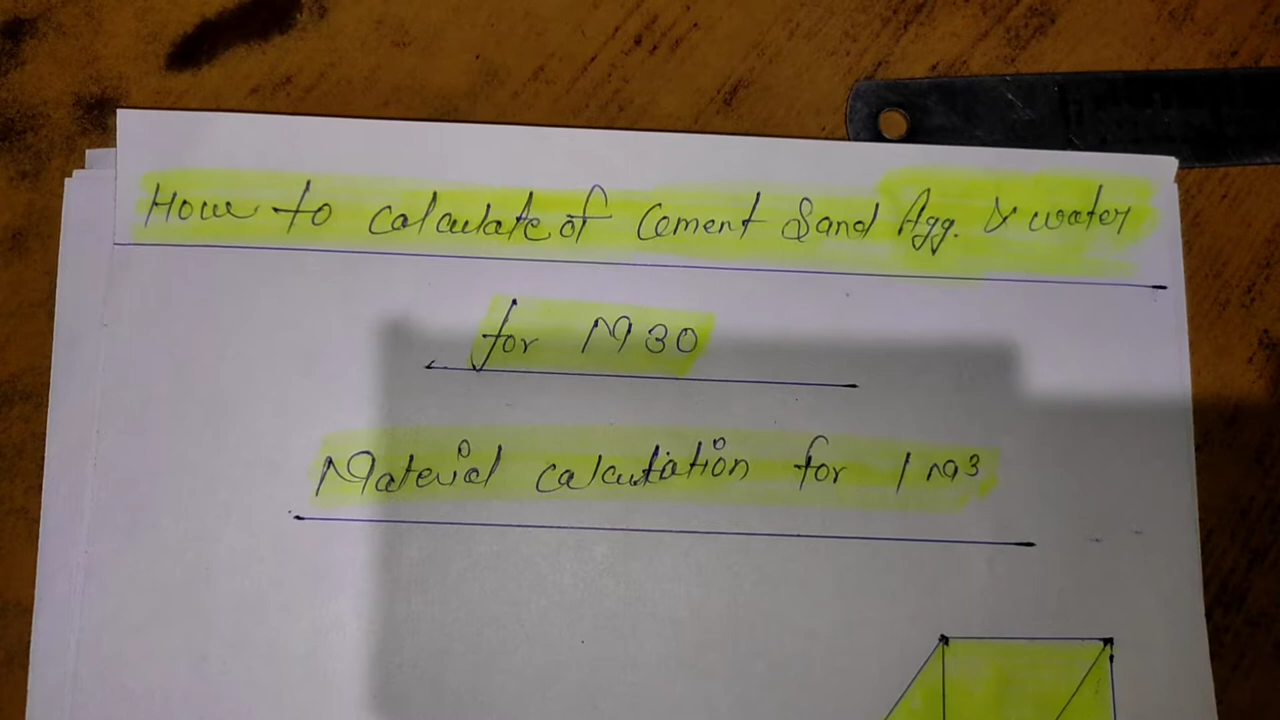 How to calculate of Cement Sand Agg. & water
for M30
Material calculation for 1 M³